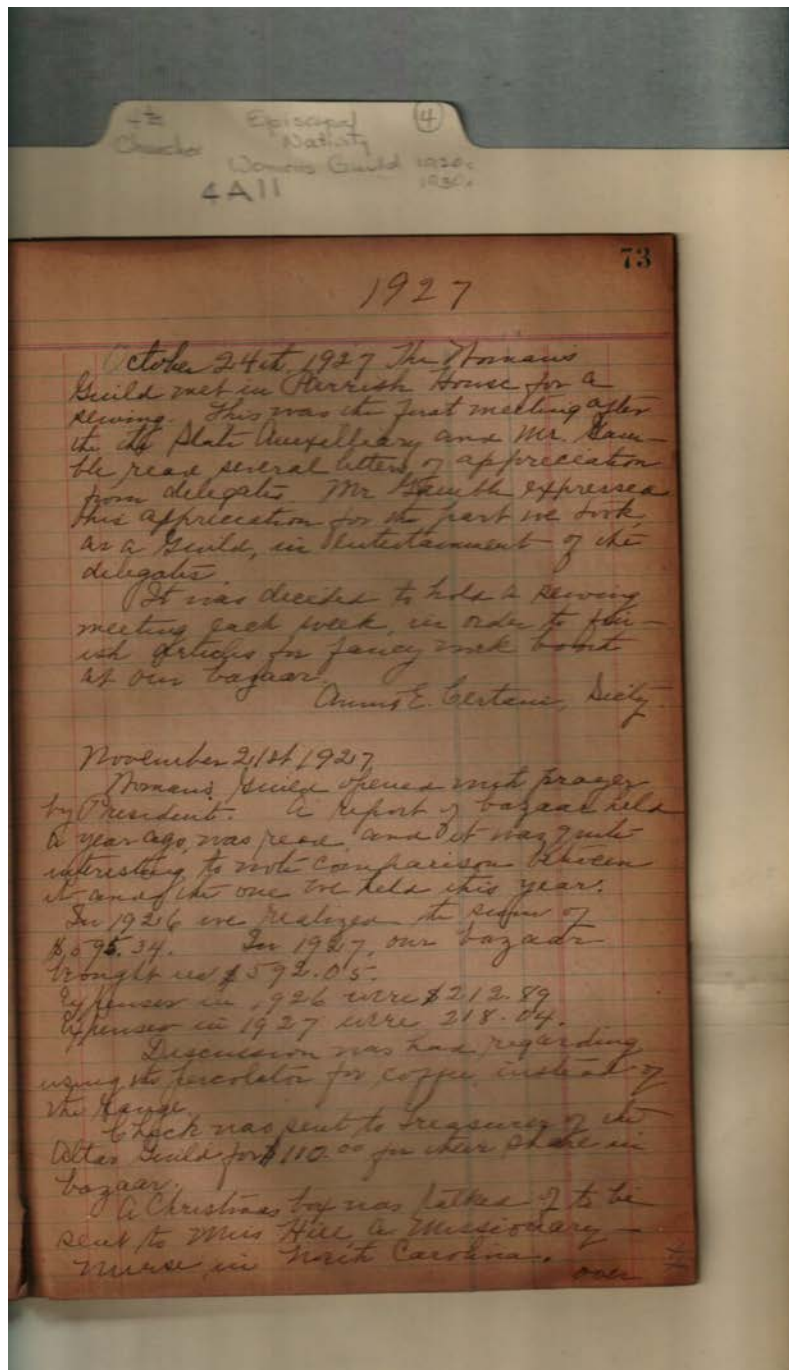 Episcopal ④
Churches Nativity
Womens Guild 1920s
4A11 1930s
73
1927
October 24th, 1927 The Woman's
Guild met in Parrish House for a
sewing. This was the first meeting after
the the State Auxilliary and Mr. Gam-
ble read several letters of appreciation
from delegates. Mr Gamble expressed
his appreciation for the part we took,
as a Guild, in entertainment of the
delegates.
It was decided to hold a sewing
meeting each week, in order to fin-
ish articles for fancy work booth
at our bazaar.
E. Certain, Secty.
November 21st, 1927,
Woman's Guild opened with prayer
by President. A report of bazaar held
a year ago, was read, and it was quite
interesting to note comparison between
it and the one we held this year.
In 1926 we realized the sum of
$595.34. In 1927, our bazaar
brought us $592.05.
Expenses in 1926 were $212.89
Expenses in 1927 were 218.04.
Discussion was had regarding
using the percolator for coffee instead of
the Range.
Check was sent to Treasurer of the
Altar Guild for $110.00 for their share in
bazaar.
A Christmas box was talked of to be
sent to Miss Hill, a Missionary-
Nurse, in North Carolina.
over